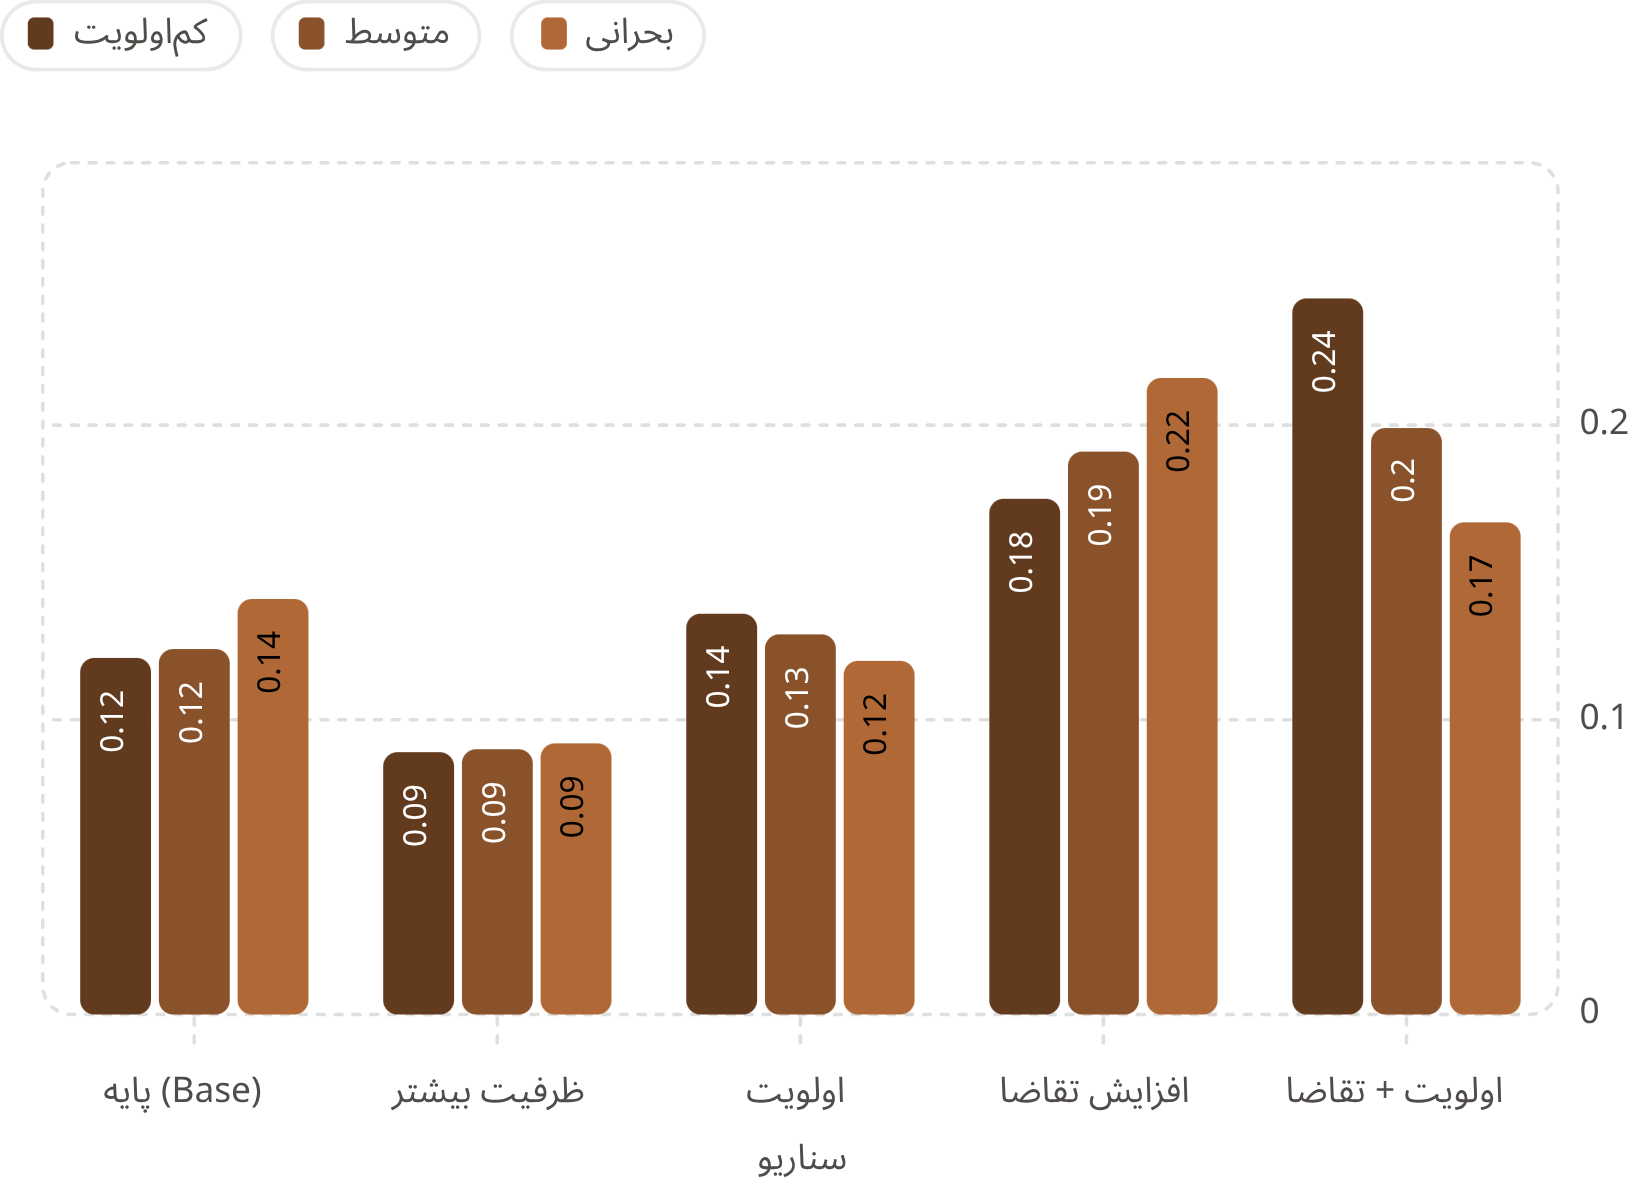 کم‌اولویت
متوسط
بحرانی
0.12
0.12
0.14
0.09
0.09
0.09
0.14
0.13
0.12
0.18
0.19
0.22
0.24
0.2
0.17
0.2
0.1
0
پایه (Base)
ظرفیت بیشتر
اولویت
افزایش تقاضا
اولویت + تقاضا
سناریو